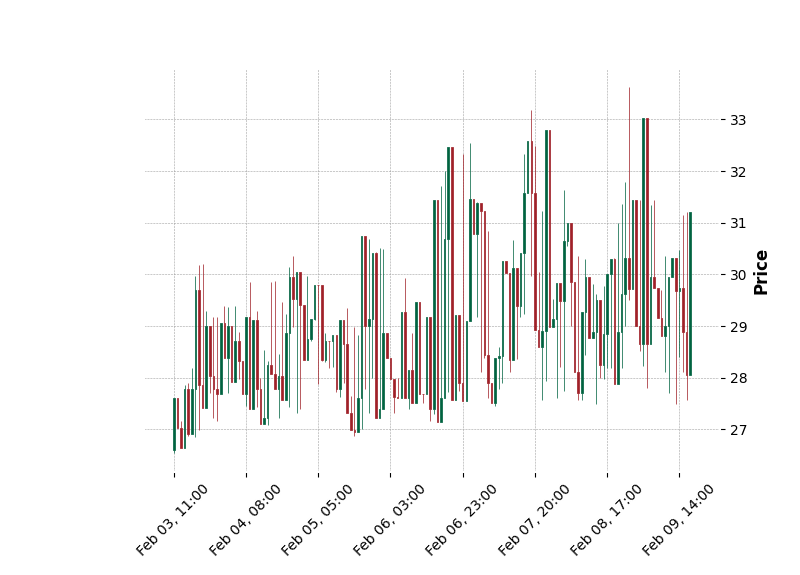 33
32
31
30
29
28
27
Price
Feb 03, 11:00
Feb 04, 08:00
Feb 05, 05:00
Feb 06, 03:00
Feb 06, 23:00
Feb 07, 20:00
Feb 08, 17:00
Feb 09, 14:00